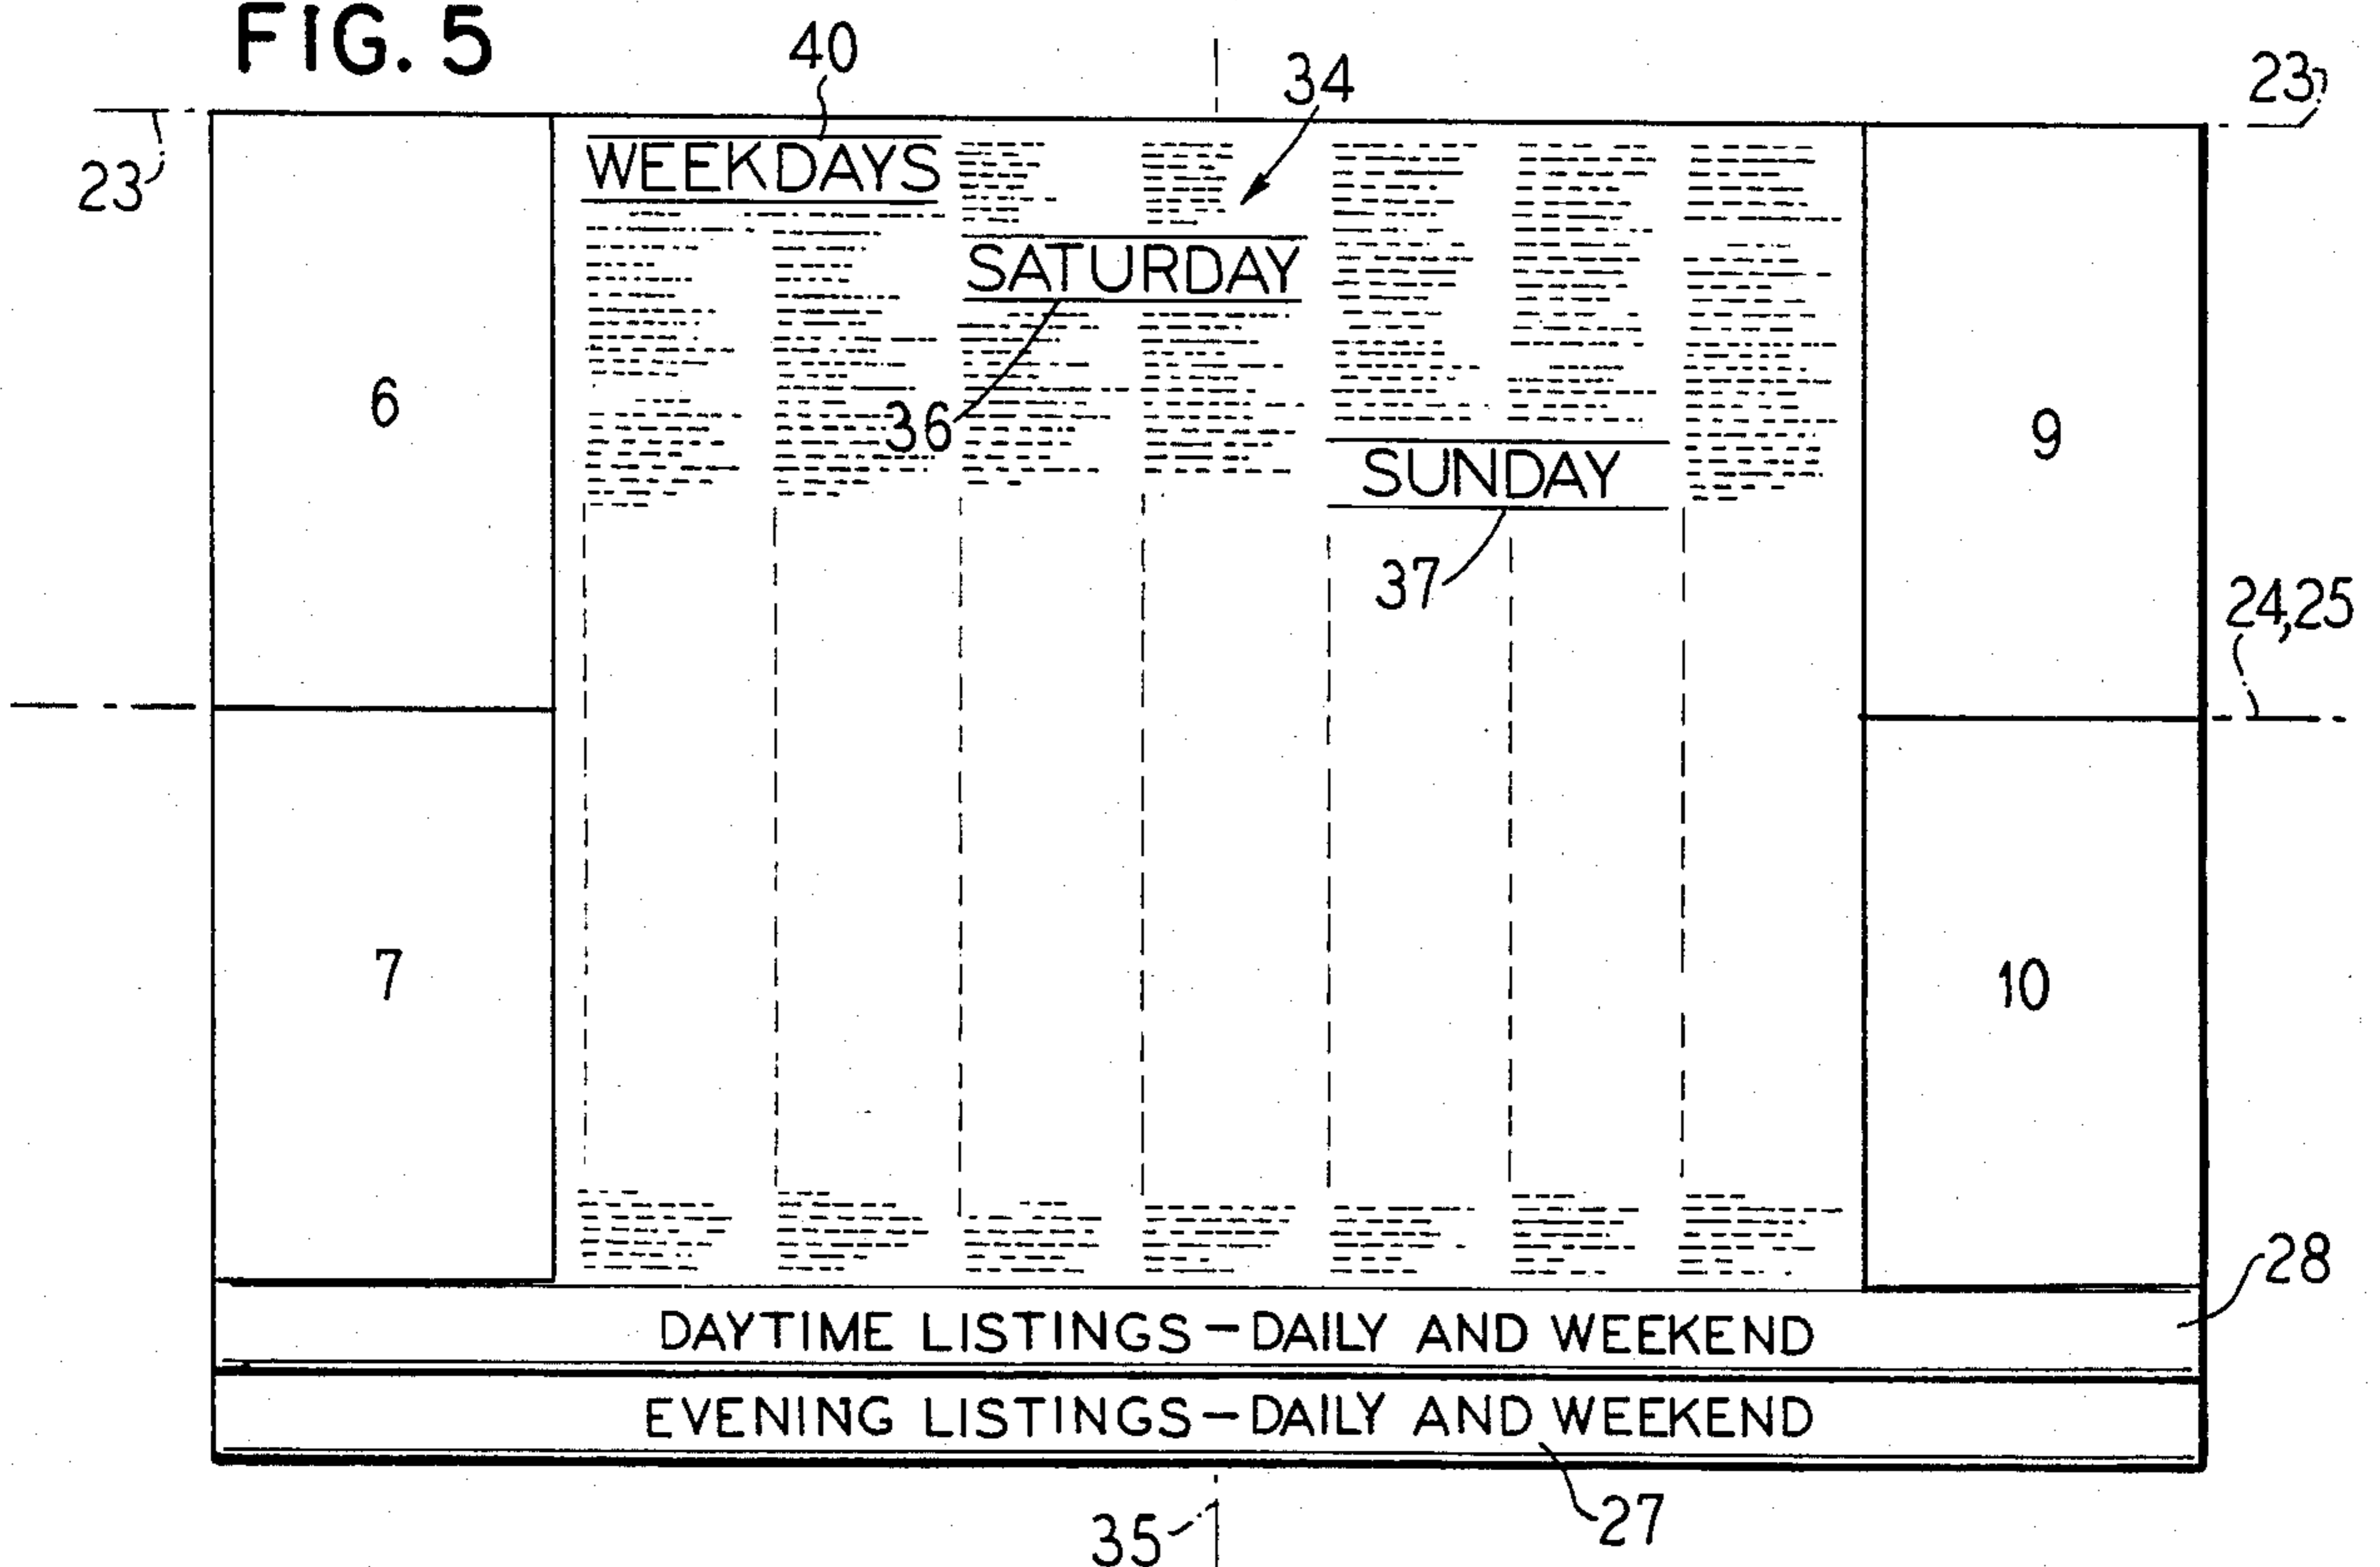 FIG. 5
40
34
23
23
WEEKDAYS
SATURDAY
6
36
9
SUNDAY
37
24,25
7
10
28
DAYTIME LISTINGS – DAILY AND WEEKEND
EVENING LISTINGS – DAILY AND WEEKEND
27
35